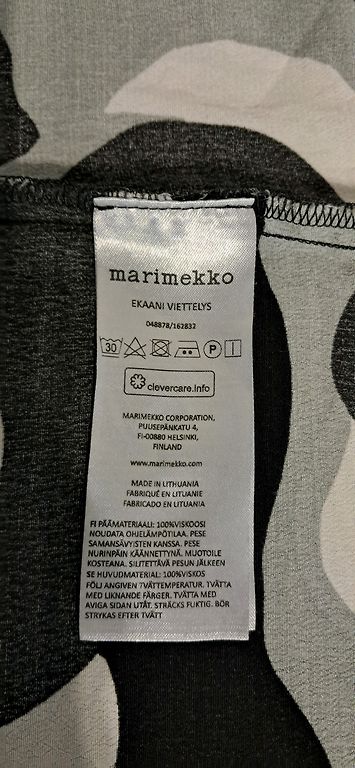 marimekko
EKAANI VIETTELYS
048878/162832
30 P
clevercare.info
MARIMEKKO CORPORATION,
PUUSEPÄNKATU 4,
FI-00880 HELSINKI,
FINLAND
www.marimekko.com
MADE IN LITHUANIA
FABRIQUÉ EN LITUANIE
FABRICADO EN LITUANIA
FI PÄÄMATERIAALI: 100%VISKOOSI
NOUDATA OHJELÄMPÖTILAA. PESE
SAMANSÄVYISTEN KANSSA. PESE
NURINPÄIN KÄÄNNETTYNÄ. MUOTOILE
KOSTEANA. SILITETTÄVÄ PESUN JÄLKEEN
SE HUVUDMATERIAL: 100%VISKOS
FÖLJ ANGIVEN TVÄTTEMPERATUR. TVÄTTA
MED LIKNANDE FÄRGER. TVÄTTA MED
AVIGA SIDAN UTÅT. STRÄCKS FUKTIG. BÖR
STRYKAS EFTER TVÄTT